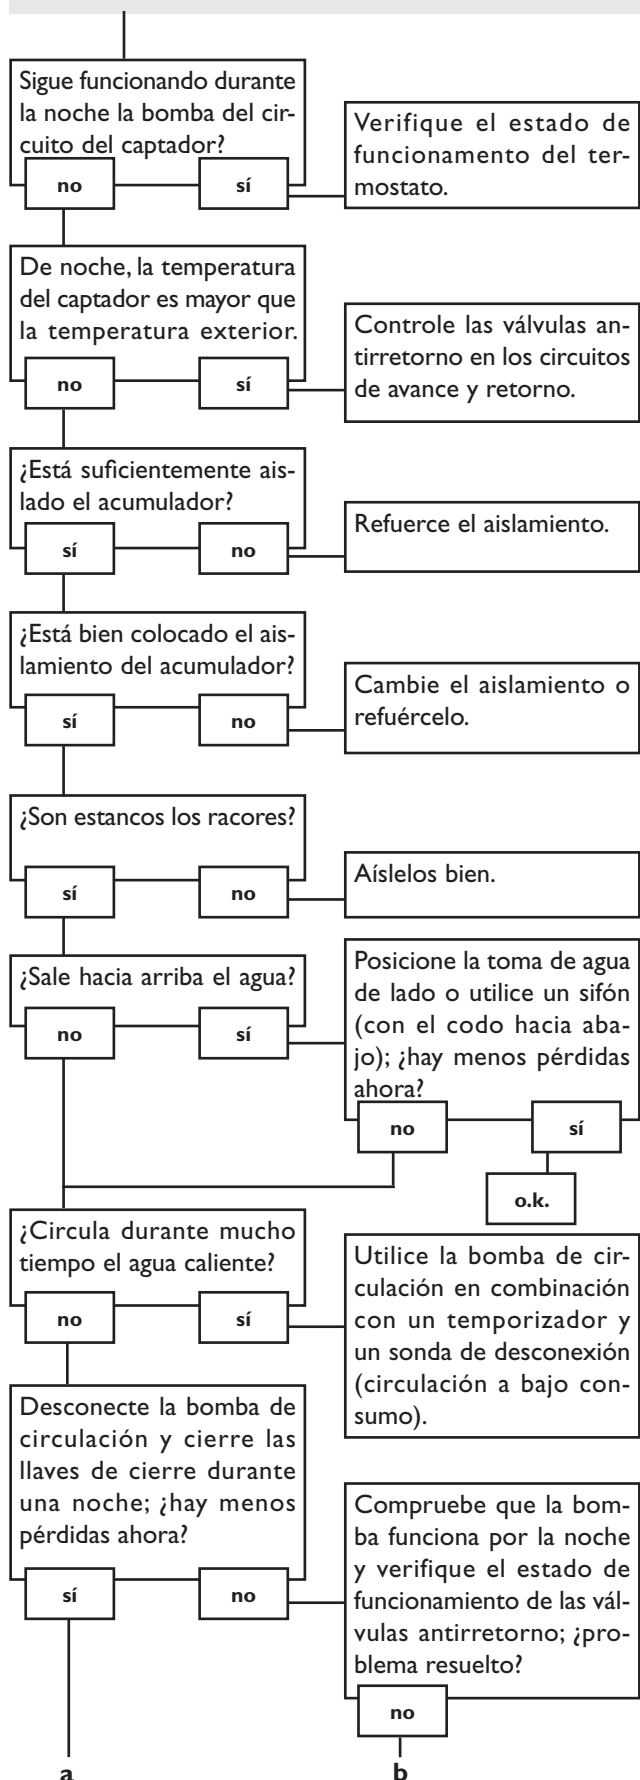 Sigue funcionando durante
la noche la bomba del cir-
cuito del captador?
no
sí
Verifique el estado de
funcionamento del ter-
mostato.
De noche, la temperatura
del captador es mayor que
la temperatura exterior.
no
sí
Controle las válvulas an-
tirretorno en los circuitos
de avance y retorno.
¿Está suficientemente ais-
lado el acumulador?
sí
no
Refuerce el aislamiento.
¿Está bien colocado el ais-
lamiento del acumulador?
sí
no
Cambie el aislamiento o
refuércelo.
¿Son estancos los racores?
sí
no
Aíslelos bien.
¿Sale hacia arriba el agua?
no
sí
Posicione la toma de agua
de lado o utilice un sifón
(con el codo hacia aba-
jo); ¿hay menos pérdidas
ahora?
no
sí
o.k.
¿Circula durante mucho
tiempo el agua caliente?
no
sí
Utilice la bomba de cir-
culación en combinación
con un temporizador y
un sonda de desconexión
(circulación a bajo con-
sumo).
Desconecte la bomba de
circulación y cierre las
llaves de cierre durante
una noche; ¿hay menos
pérdidas ahora?
sí
no
Compruebe que la bom-
ba funciona por la noche
y verifique el estado de
funcionamiento de las vál-
vulas antirretorno; ¿pro-
blema resuelto?
no
a
b